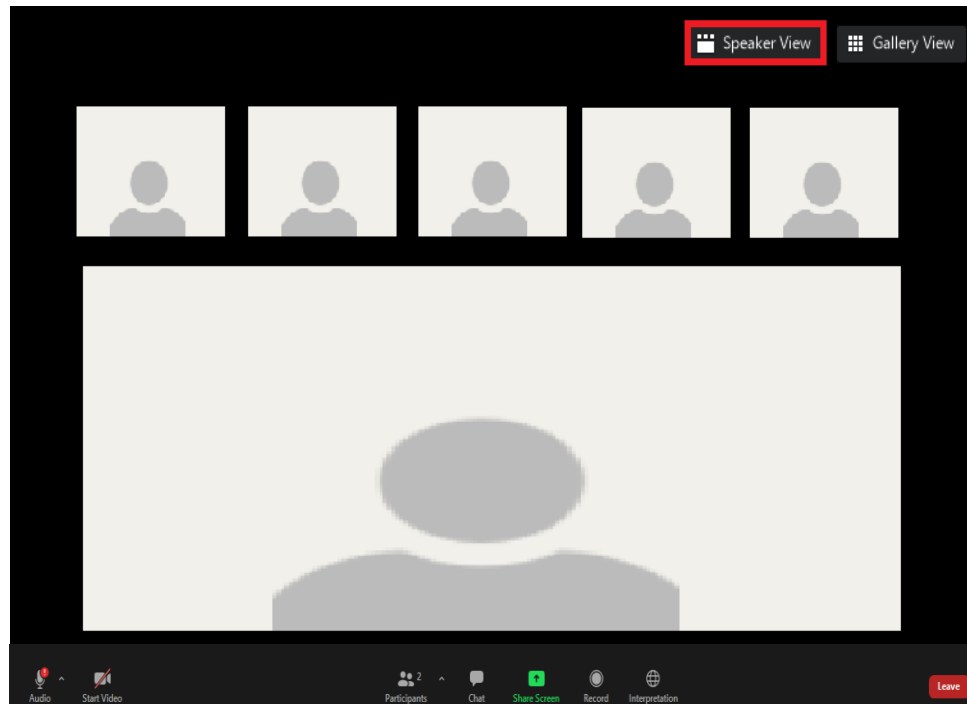 Speaker View
Gallery View
2
Audio
Start Video
Participants
Chat
Share Screen
Record
Interpretation
Leave